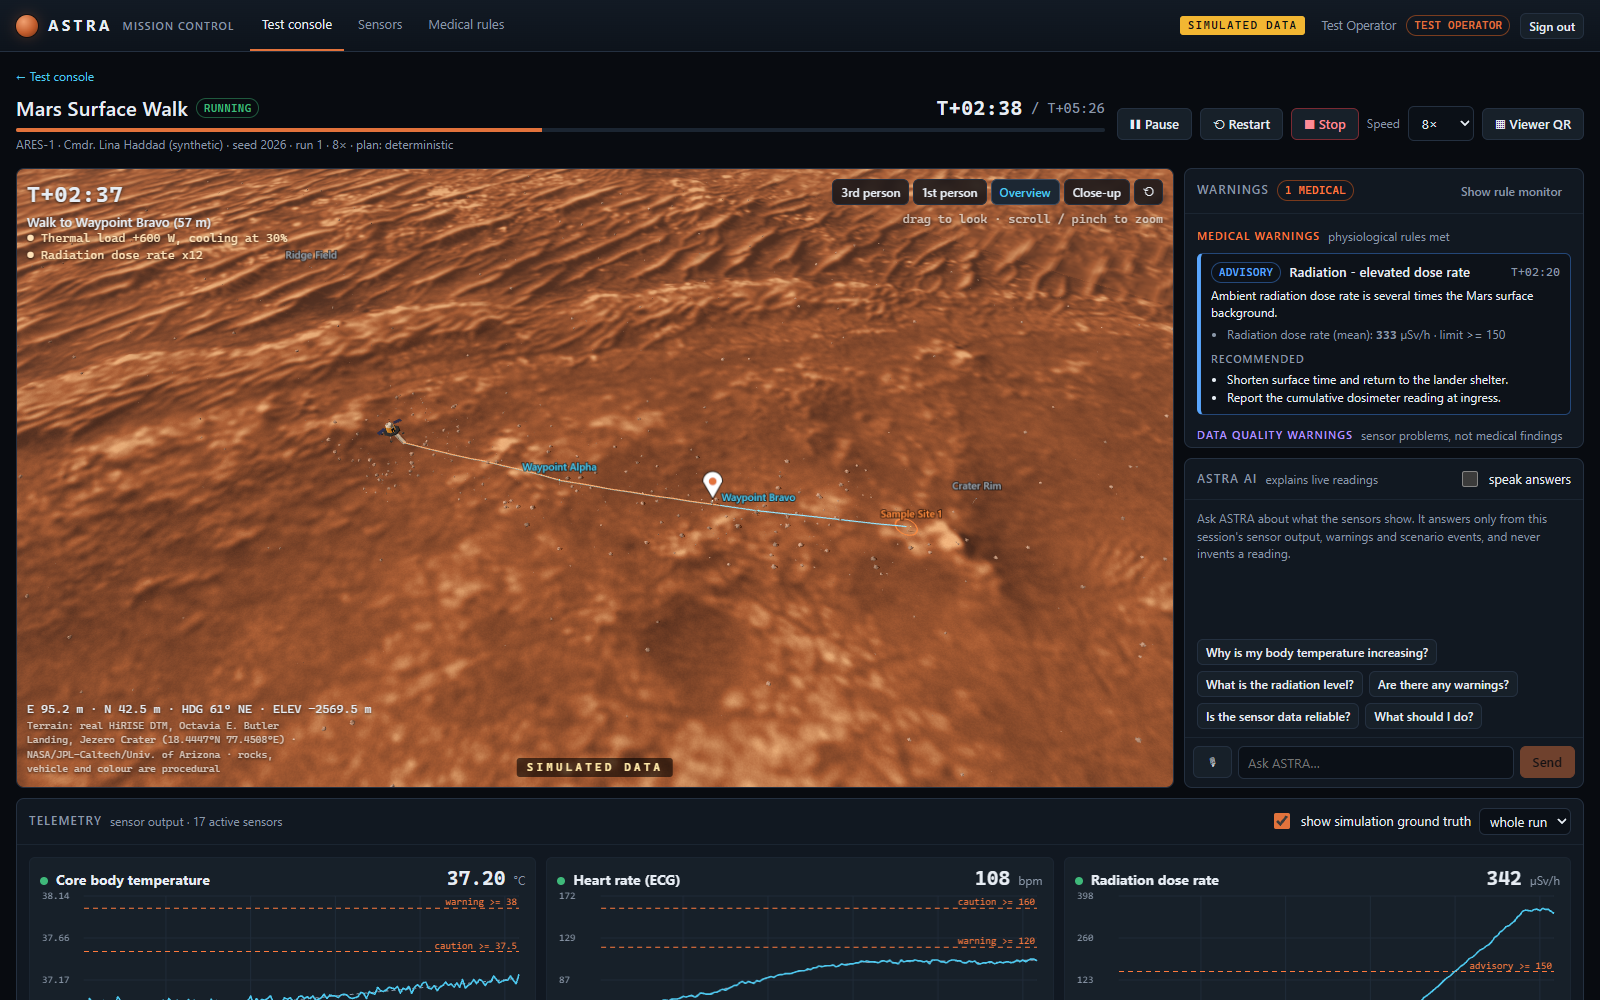 ASTRA MISSION CONTROL Test console Sensors Medical rules SIMULATED DATA Test Operator TEST OPERATOR Sign out
← Test console
Mars Surface Walk RUNNING
T+02:38 / T+05:26
Pause Restart Stop Speed 8× Viewer QR
ARES-1 · Cmdr. Lina Haddad (synthetic) · seed 2026 · run 1 · 8× · plan: deterministic
T+02:37
3rd person 1st person Overview Close-up
drag to look · scroll / pinch to zoom
Walk to Waypoint Bravo (57 m)
Thermal load +600 W, cooling at 30%
Radiation dose rate x12
Ridge Field
Waypoint Alpha
Waypoint Bravo
Crater Rim
Sample Site 1
E 95.2 m · N 42.5 m · HDG 61° NE · ELEV −2569.5 m
Terrain: real HiRISE DTM, Octavia E. Butler
Landing, Jezero Crater (18.4447°N 77.4508°E) ·
NASA/JPL-Caltech/Univ. of Arizona · rocks,
vehicle and colour are procedural
SIMULATED DATA
WARNINGS 1 MEDICAL Show rule monitor
MEDICAL WARNINGS physiological rules met
ADVISORY Radiation - elevated dose rate T+02:20
Ambient radiation dose rate is several times the Mars surface
background.
• Radiation dose rate (mean): 333 µSv/h · limit >= 150
RECOMMENDED
• Shorten surface time and return to the lander shelter.
• Report the cumulative dosimeter reading at ingress.
DATA QUALITY WARNINGS sensor problems, not medical findings
ASTRA AI explains live readings speak answers
Ask ASTRA about what the sensors show. It answers only from this
session's sensor output, warnings and scenario events, and never
invents a reading.
Why is my body temperature increasing?
What is the radiation level? Are there any warnings?
Is the sensor data reliable? What should I do?
Ask ASTRA... Send
TELEMETRY sensor output · 17 active sensors show simulation ground truth whole run
Core body temperature 37.20 °C
38.14
warning >= 38
37.66
caution >= 37.5
37.17
Heart rate (ECG) 108 bpm
172
caution >= 160
129
warning >= 120
87
Radiation dose rate 342 µSv/h
398
260
advisory >= 150
123